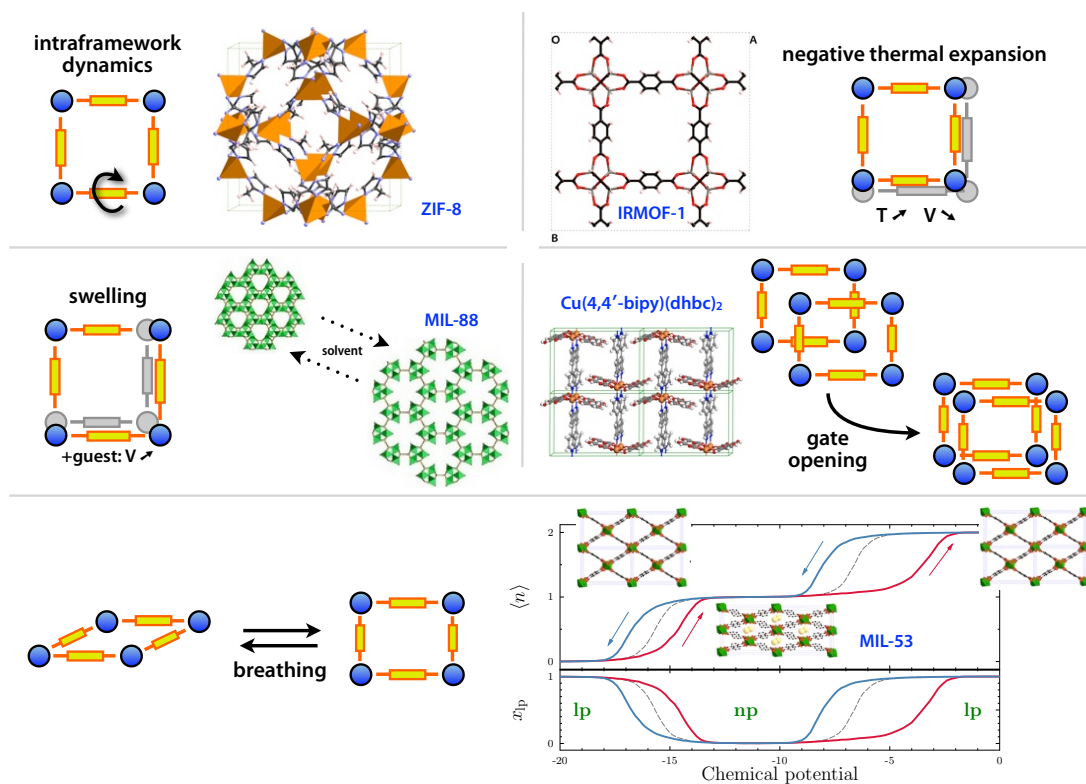 intraframework
dynamics
ZIF-8
O
A
B
IRMOF-1
negative thermal expansion
T ↗ V ↘
swelling
+guest: V ↗
solvent
MIL-88
Cu(4,4′-bipy)(dhbc)₂
gate
opening
breathing
2
1
0
⟨n⟩
MIL-53
1
0
x_lp
lp
np
lp
-20
-15
-10
-5
0
Chemical potential